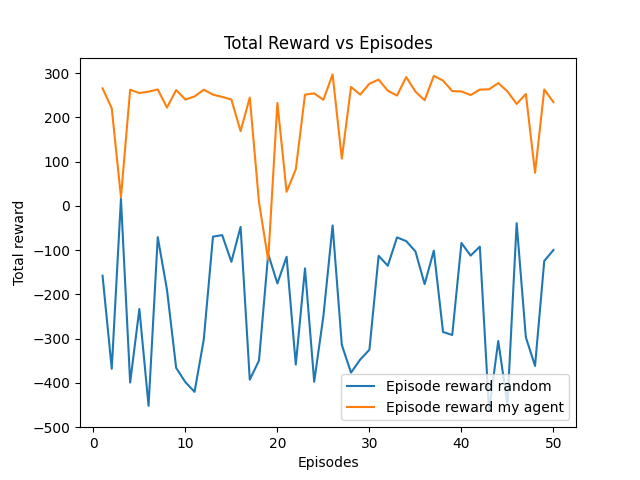 Total Reward vs Episodes
Total reward
300
200
100
0
−100
−200
−300
−400
−500
0 10 20 30 40 50
Episodes
Episode reward random
Episode reward my agent